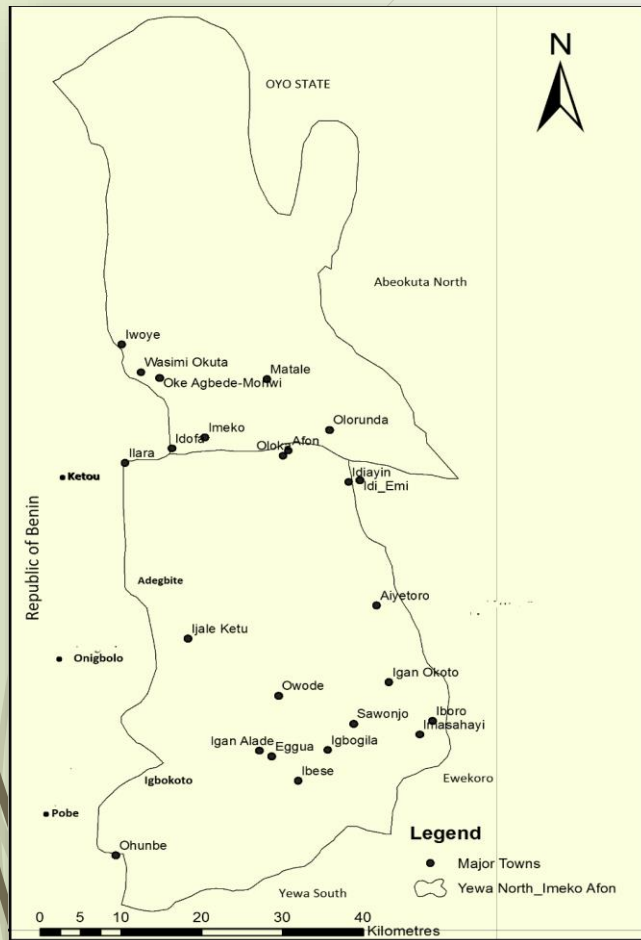 N
OYO STATE
Abeokuta North
Iwoye
Wasimi Okuta
Oke Agbede-Moriwi
Matale
Olorunda
Imeko
Idofa
Afon
Oloka
Ilara
Ketou
Idiayin
Idi_Emi
Republic of Benin
Adegbite
Aiyetoro
Ijale Ketu
Onigbolo
Igan Okoto
Owode
Sawonjo
Iboro
Imasahayi
Igan Alade
Eggua
Igbogila
Ibese
Igbokoto
Ewekoro
Pobe
Ohunbe
Legend
Major Towns
Yewa North_Imeko Afon
Yewa South
0 5 10 20 30 40
Kilometres